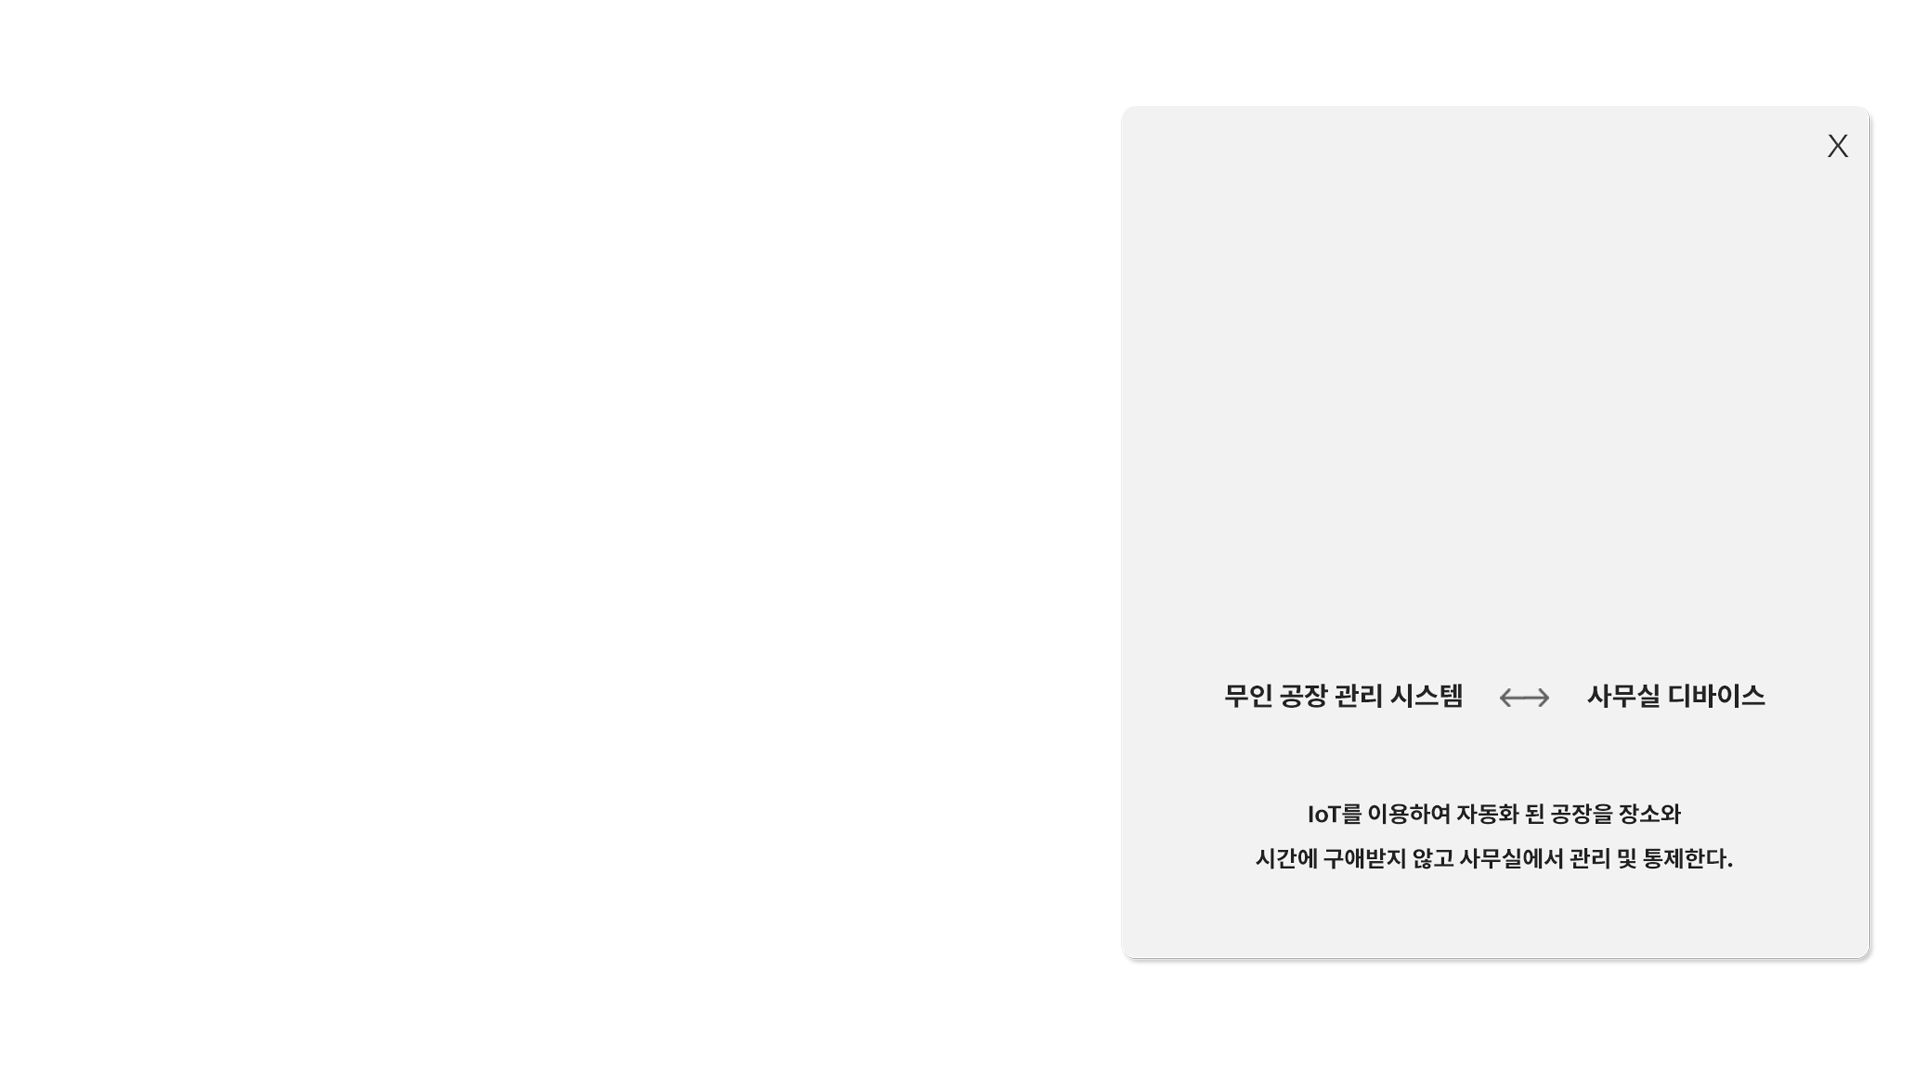 X
무인 공장 관리 시스템 ⟷ 사무실 디바이스
IoT를 이용하여 자동화 된 공장을 장소와
시간에 구애받지 않고 사무실에서 관리 및 통제한다.